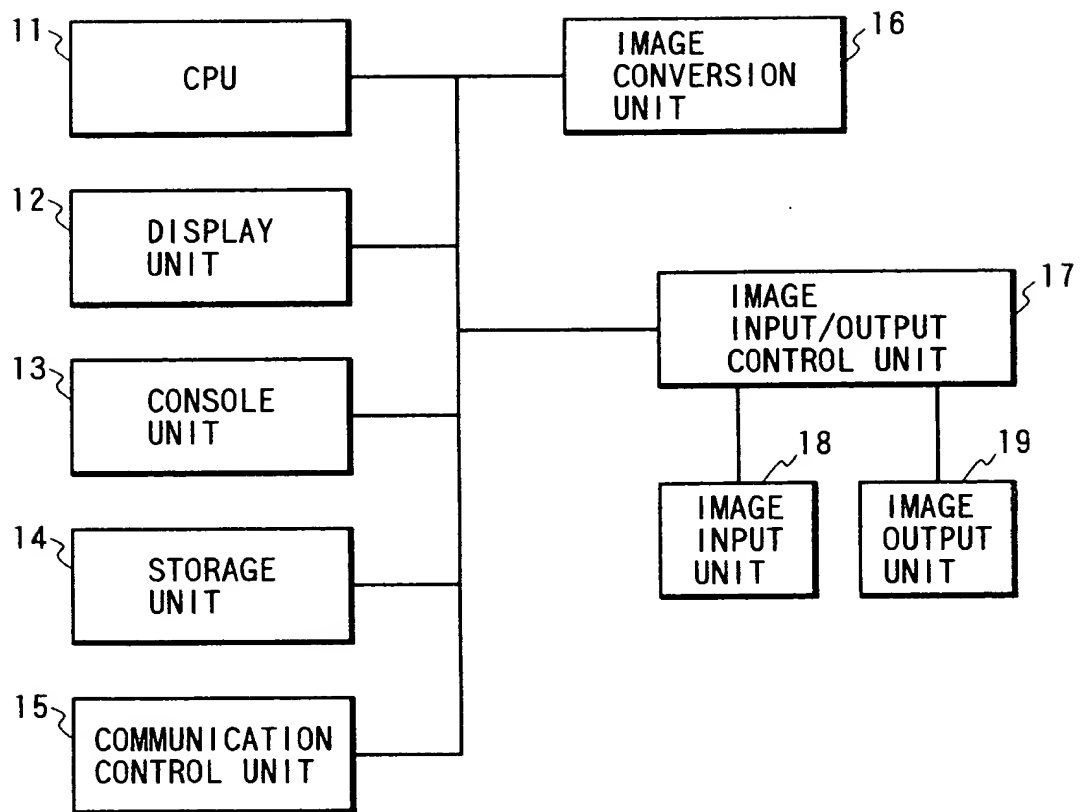 11
CPU
16
IMAGE
CONVERSION
UNIT
12
DISPLAY
UNIT
17
IMAGE
INPUT/OUTPUT
CONTROL UNIT
13
CONSOLE
UNIT
18
IMAGE
INPUT
UNIT
19
IMAGE
OUTPUT
UNIT
14
STORAGE
UNIT
15
COMMUNICATION
CONTROL UNIT